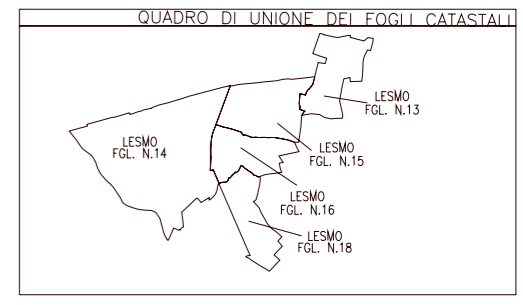 QUADRO DI UNIONE DEI FOGLI CATASTALI
LESMO
FGL. N.13
LESMO
FGL. N.14
LESMO
FGL. N.15
LESMO
FGL. N.16
LESMO
FGL. N.18